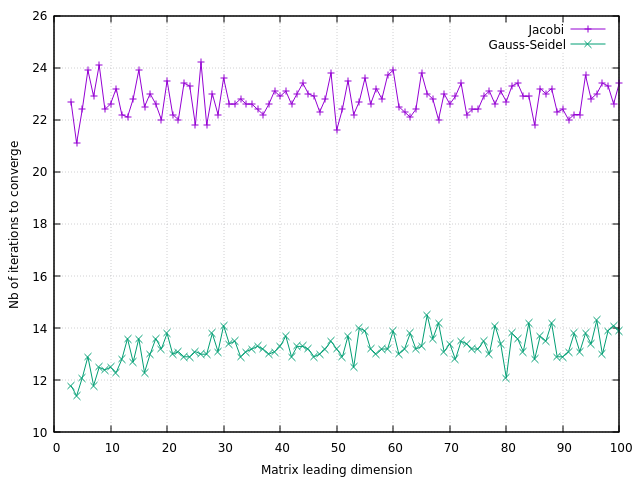 Nb of iterations to converge
26
24
22
20
18
16
14
12
10
Jacobi
Gauss-Seidel
0 10 20 30 40 50 60 70 80 90 100
Matrix leading dimension